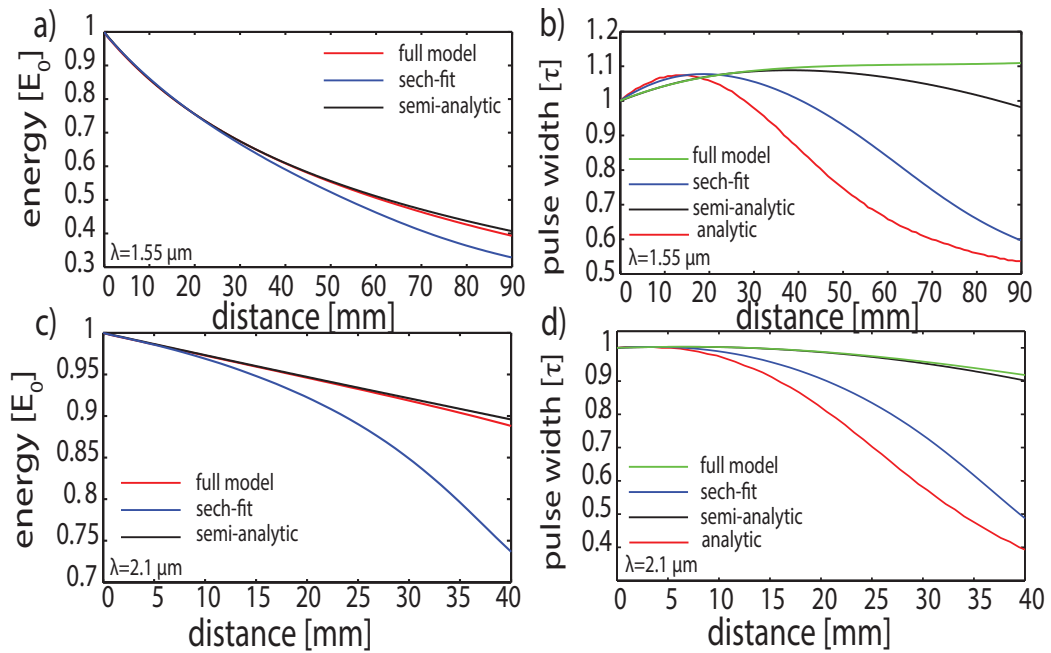 a)
energy [E₀]
1
0.9
0.8
0.7
0.6
0.5
0.4
0.3
full model
sech-fit
semi-analytic
λ=1.55 μm
0 10 20 30 40 50 60 70 80 90
distance [mm]
b)
pulse width [τ]
1.2
1.1
1
0.9
0.8
0.7
0.6
0.5
full model
sech-fit
semi-analytic
analytic
λ=1.55 μm
0 10 20 30 40 50 60 70 80 90
distance [mm]
c)
energy [E₀]
1
0.95
0.9
0.85
0.8
0.75
0.7
full model
sech-fit
semi-analytic
λ=2.1 μm
0 5 10 15 20 25 30 35 40
distance [mm]
d)
pulse width [τ]
1
0.9
0.8
0.7
0.6
0.5
0.4
full model
sech-fit
semi-analytic
analytic
λ=2.1 μm
0 5 10 15 20 25 30 35 40
distance [mm]